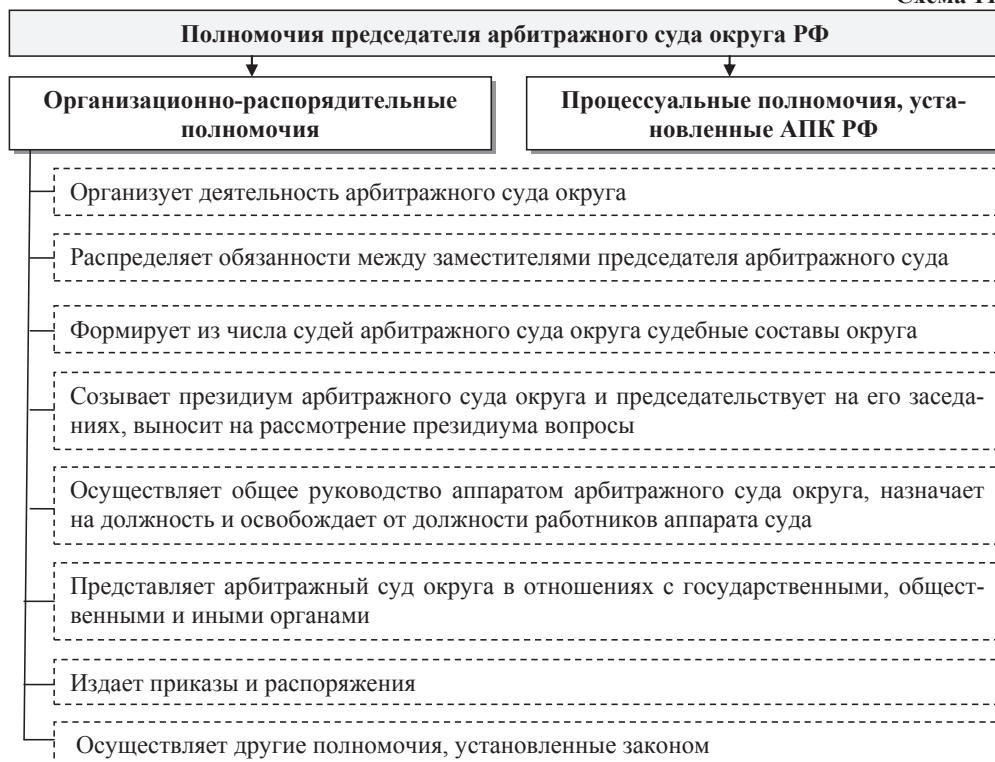 Полномочия председателя арбитражного суда округа РФ
Организационно-распорядительные
полномочия
Процессуальные полномочия, уста-
новленные АПК РФ
Организует деятельность арбитражного суда округа
Распределяет обязанности между заместителями председателя арбитражного суда
Формирует из числа судей арбитражного суда округа судебные составы округа
Созывает президиум арбитражного суда округа и председательствует на его заседа-
ниях, выносит на рассмотрение президиума вопросы
Осуществляет общее руководство аппаратом арбитражного суда округа, назначает
на должность и освобождает от должности работников аппарата суда
Представляет арбитражный суд округа в отношениях с государственными, общест-
венными и иными органами
Издает приказы и распоряжения
Осуществляет другие полномочия, установленные законом